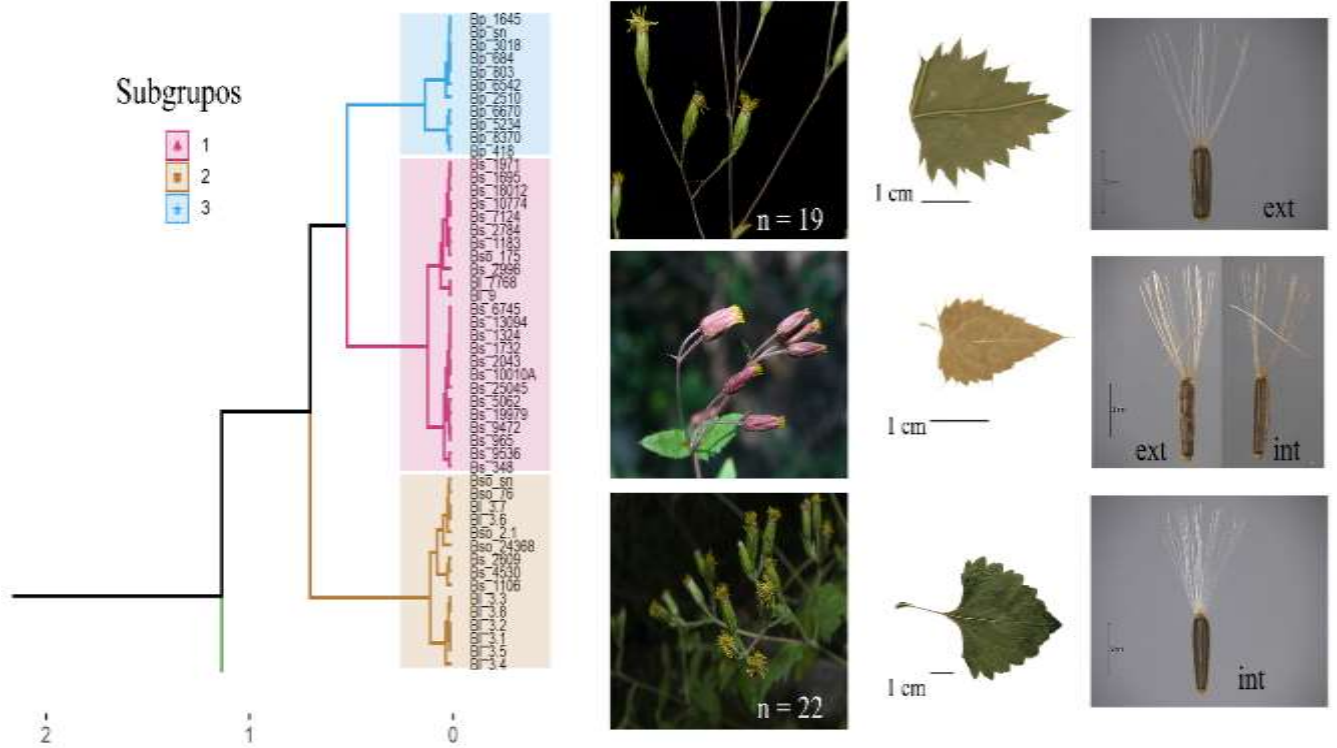 Subgrupos
1
2
3
Bp_1645
Bp_sn
Bp_3018
Bp_684
Bp_803
Bp_6542
Bp_2510
Bp_6670
Bp_5234
Bp_8370
Bp_418
Bs_1971
Bs_1695
Bs_18012
Bs_10774
Bs_7124
Bs_2784
Bs_1183
Bso_175
Bs_2996
Bl_7768
Bl_9
Bs_6745
Bs_13094
Bs_1324
Bs_1732
Bs_2043
Bs_10010A
Bs_25045
Bs_5062
Bs_19979
Bs_9472
Bs_965
Bs_9536
Bs_348
Bso_sn
Bso_76
Bl_3.7
Bl_3.6
Bso_2.1
Bso_24368
Bs_2609
Bs_4530
Bs_1106
Bl_3.3
Bl_3.8
Bl_3.2
Bl_3.1
Bl_3.5
Bl_3.4
2 1 0
n = 19
1 cm
ext
1 cm
ext
int
n = 22
1 cm
int